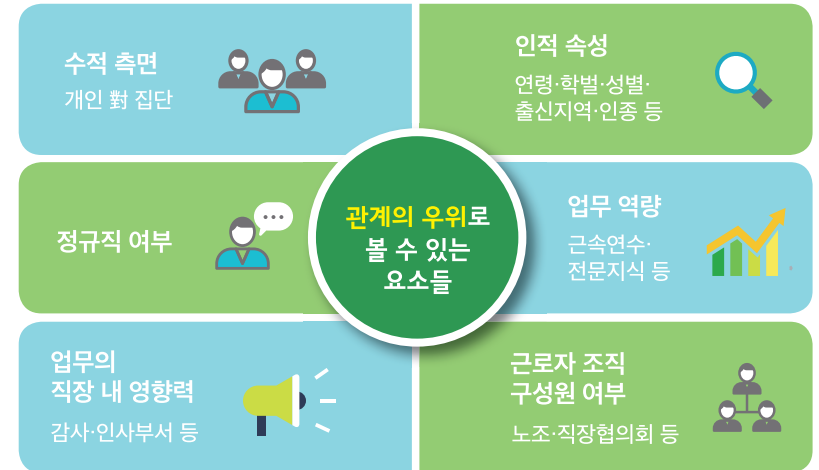 수적 측면
개인 對 집단
인적 속성
연령·학벌·성별·
출신지역·인종 등
정규직 여부
관계의 우위로
볼 수 있는
요소들
업무 역량
근속연수·
전문지식 등
업무의
직장 내 영향력
감사·인사부서 등
근로자 조직
구성원 여부
노조·직장협의회 등